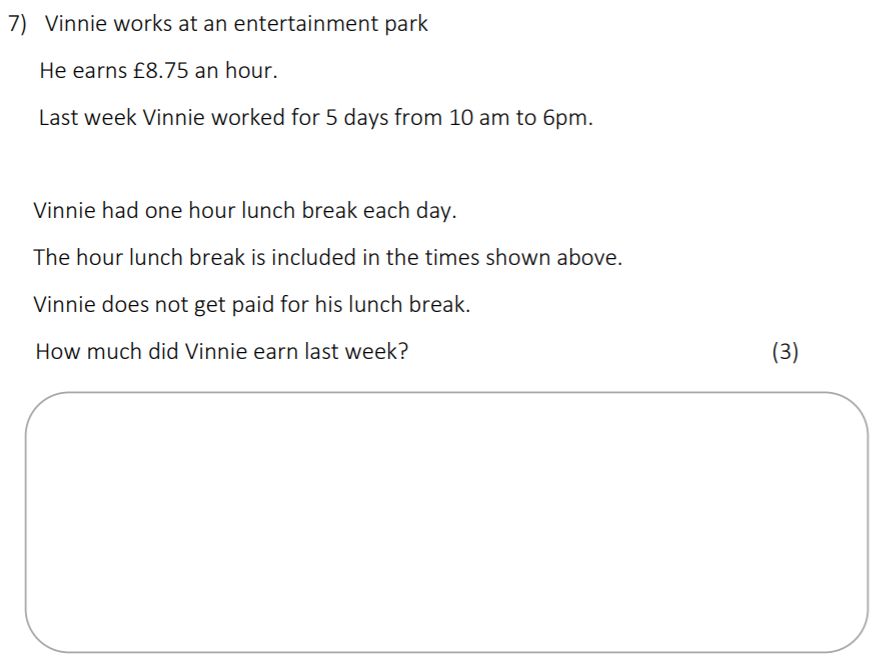 7) Vinnie works at an entertainment park
He earns £8.75 an hour.
Last week Vinnie worked for 5 days from 10 am to 6pm.
Vinnie had one hour lunch break each day.
The hour lunch break is included in the times shown above.
Vinnie does not get paid for his lunch break.
How much did Vinnie earn last week? (3)